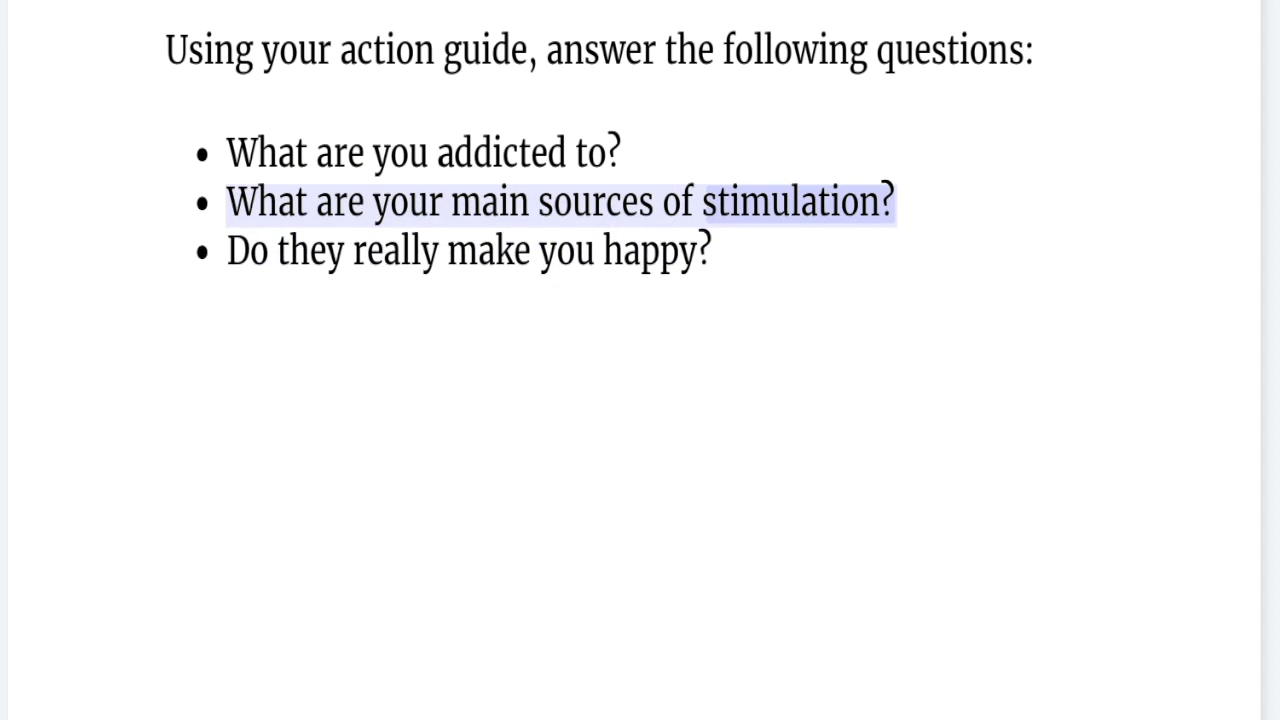 Using your action guide, answer the following questions:
• What are you addicted to?
• What are your main sources of stimulation?
• Do they really make you happy?